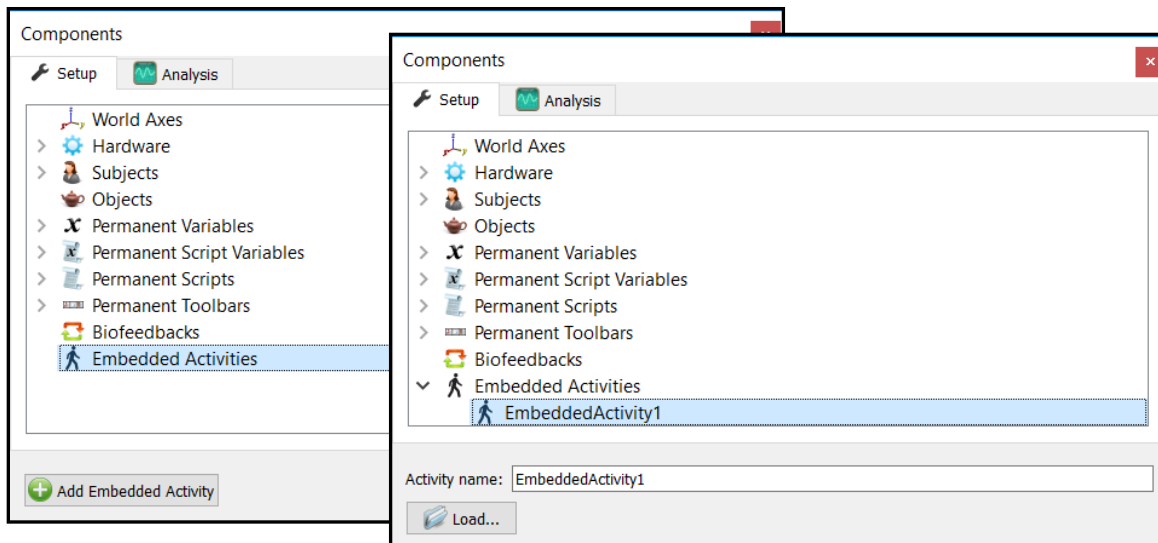 Components
Setup
Analysis
World Axes
Hardware
Subjects
Objects
Permanent Variables
Permanent Script Variables
Permanent Scripts
Permanent Toolbars
Biofeedbacks
Embedded Activities
Add Embedded Activity
Components
Setup
Analysis
World Axes
Hardware
Subjects
Objects
Permanent Variables
Permanent Script Variables
Permanent Scripts
Permanent Toolbars
Biofeedbacks
Embedded Activities
EmbeddedActivity1
Activity name: EmbeddedActivity1
Load...